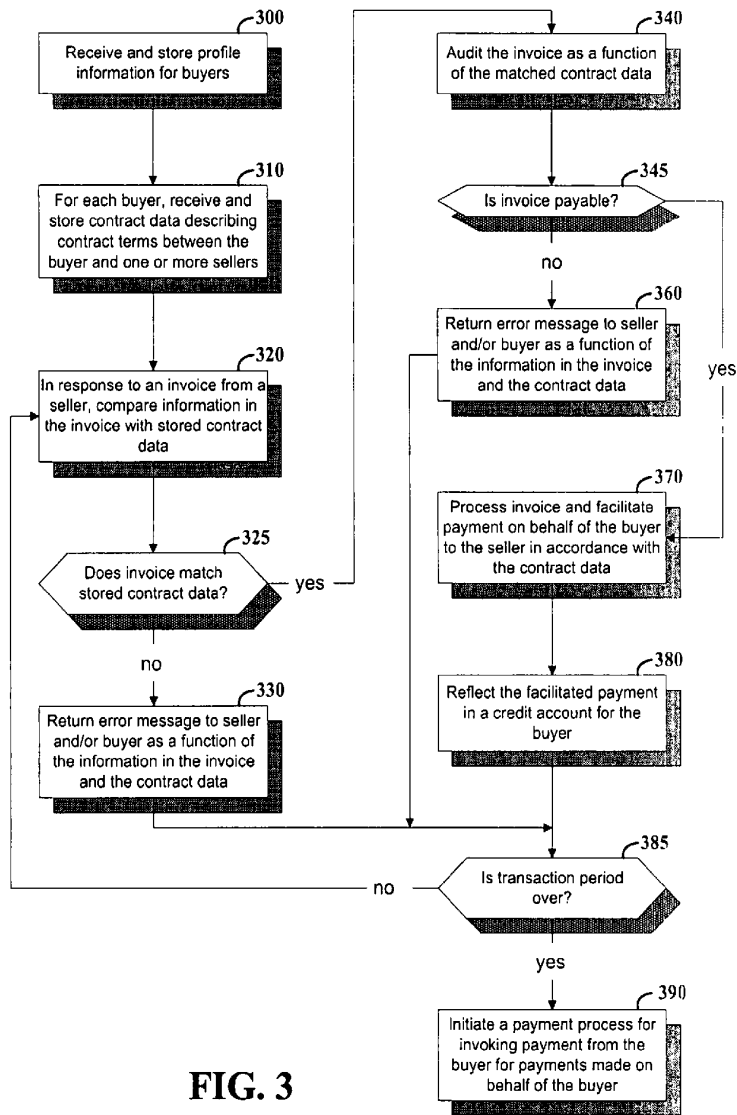 300
Receive and store profile
information for buyers
310
For each buyer, receive and
store contract data describing
contract terms between the
buyer and one or more sellers
320
In response to an invoice from a
seller, compare information in
the invoice with stored contract
data
325
Does invoice match
stored contract data?
yes
no
330
Return error message to seller
and/or buyer as a function of
the information in the invoice
and the contract data
340
Audit the invoice as a function
of the matched contract data
345
Is invoice payable?
no
yes
360
Return error message to seller
and/or buyer as a function of
the information in the invoice
and the contract data
370
Process invoice and facilitate
payment on behalf of the buyer
to the seller in accordance with
the contract data
380
Reflect the facilitated payment
in a credit account for the
buyer
385
Is transaction period
over?
no
yes
390
Initiate a payment process for
invoking payment from the
buyer for payments made on
behalf of the buyer
FIG. 3